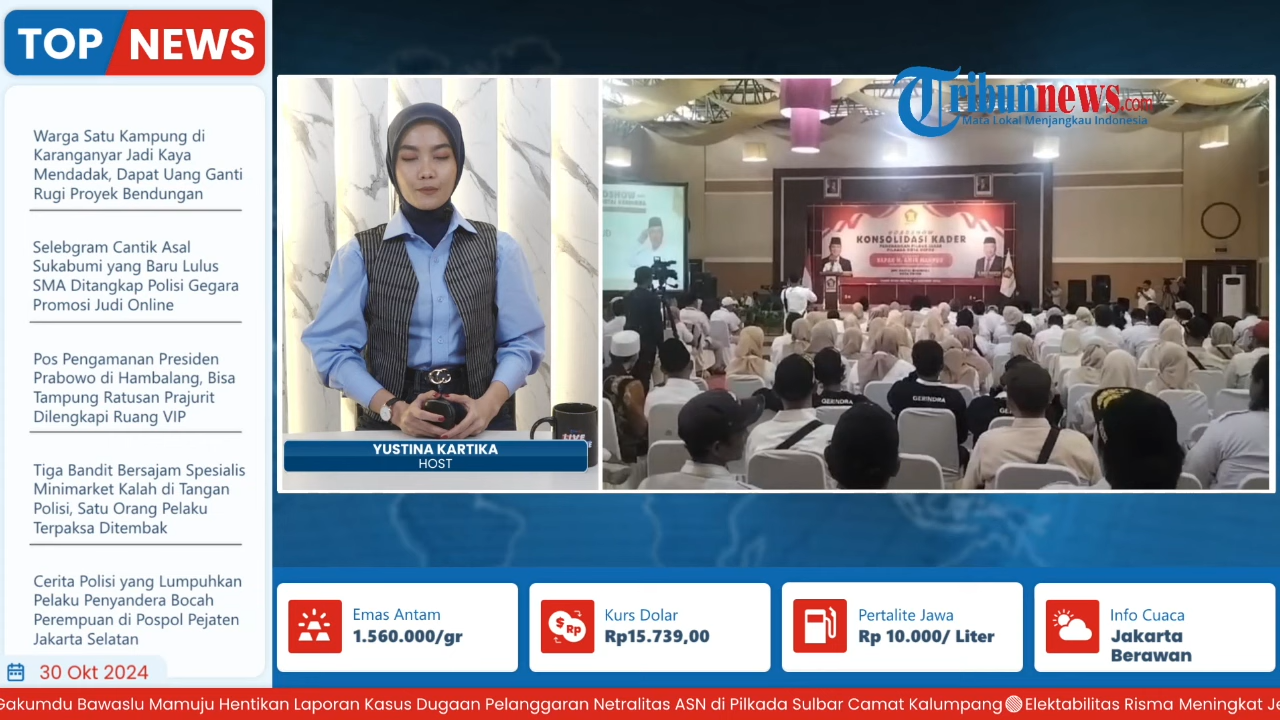 TOP NEWS
Warga Satu Kampung di
Karanganyar Jadi Kaya
Mendadak, Dapat Uang Ganti
Rugi Proyek Bendungan
Selebgram Cantik Asal
Sukabumi yang Baru Lulus
SMA Ditangkap Polisi Gegara
Promosi Judi Online
Pos Pengamanan Presiden
Prabowo di Hambalang, Bisa
Tampung Ratusan Prajurit
Dilengkapi Ruang VIP
Tiga Bandit Bersajam Spesialis
Minimarket Kalah di Tangan
Polisi, Satu Orang Pelaku
Terpaksa Ditembak
Cerita Polisi yang Lumpuhkan
Pelaku Penyandera Bocah
Perempuan di Pospol Pejaten
Jakarta Selatan
30 Okt 2024
Tribunnews.com
Mata Lokal Menjangkau Indonesia
KONSOLIDASI KADER
GERINDRA
GERINDRA
LIVE
YUSTINA KARTIKA
HOST
Emas Antam
1.560.000/gr
Kurs Dolar
Rp15.739,00
$ Rp
Pertalite Jawa
Rp 10.000/ Liter
Info Cuaca
Jakarta
Berawan
Gakumdu Bawaslu Mamuju Hentikan Laporan Kasus Dugaan Pelanggaran Netralitas ASN di Pilkada Sulbar Camat Kalumpang Elektabilitas Risma Meningkat Je